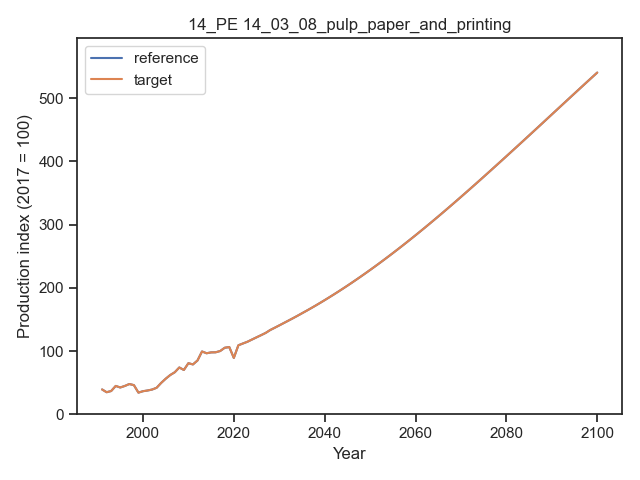 14_PE 14_03_08_pulp_paper_and_printing
reference
target
Production index (2017 = 100)
500
400
300
200
100
0
2000 2020 2040 2060 2080 2100
Year